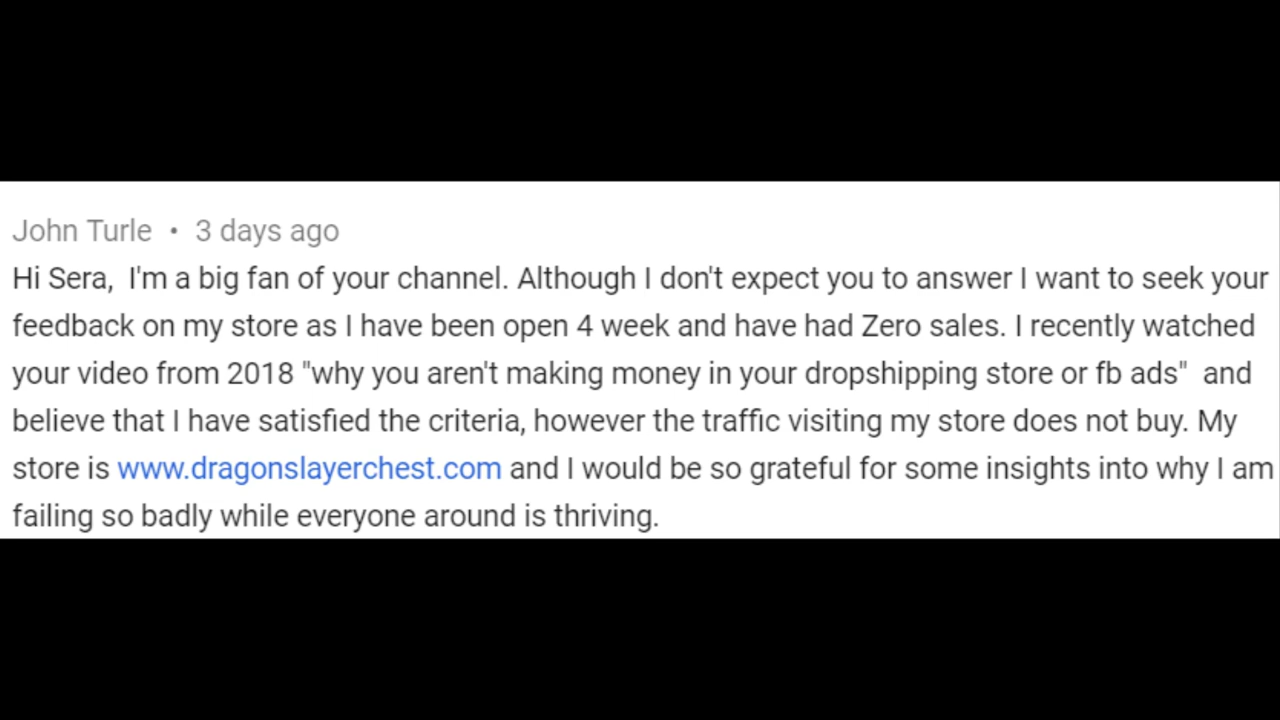 John Turle • 3 days ago
Hi Sera,  I'm a big fan of your channel. Although I don't expect you to answer I want to seek your
feedback on my store as I have been open 4 week and have had Zero sales. I recently watched
your video from 2018 "why you aren't making money in your dropshipping store or fb ads"  and
believe that I have satisfied the criteria, however the traffic visiting my store does not buy. My
store is www.dragonslayerchest.com and I would be so grateful for some insights into why I am
failing so badly while everyone around is thriving.